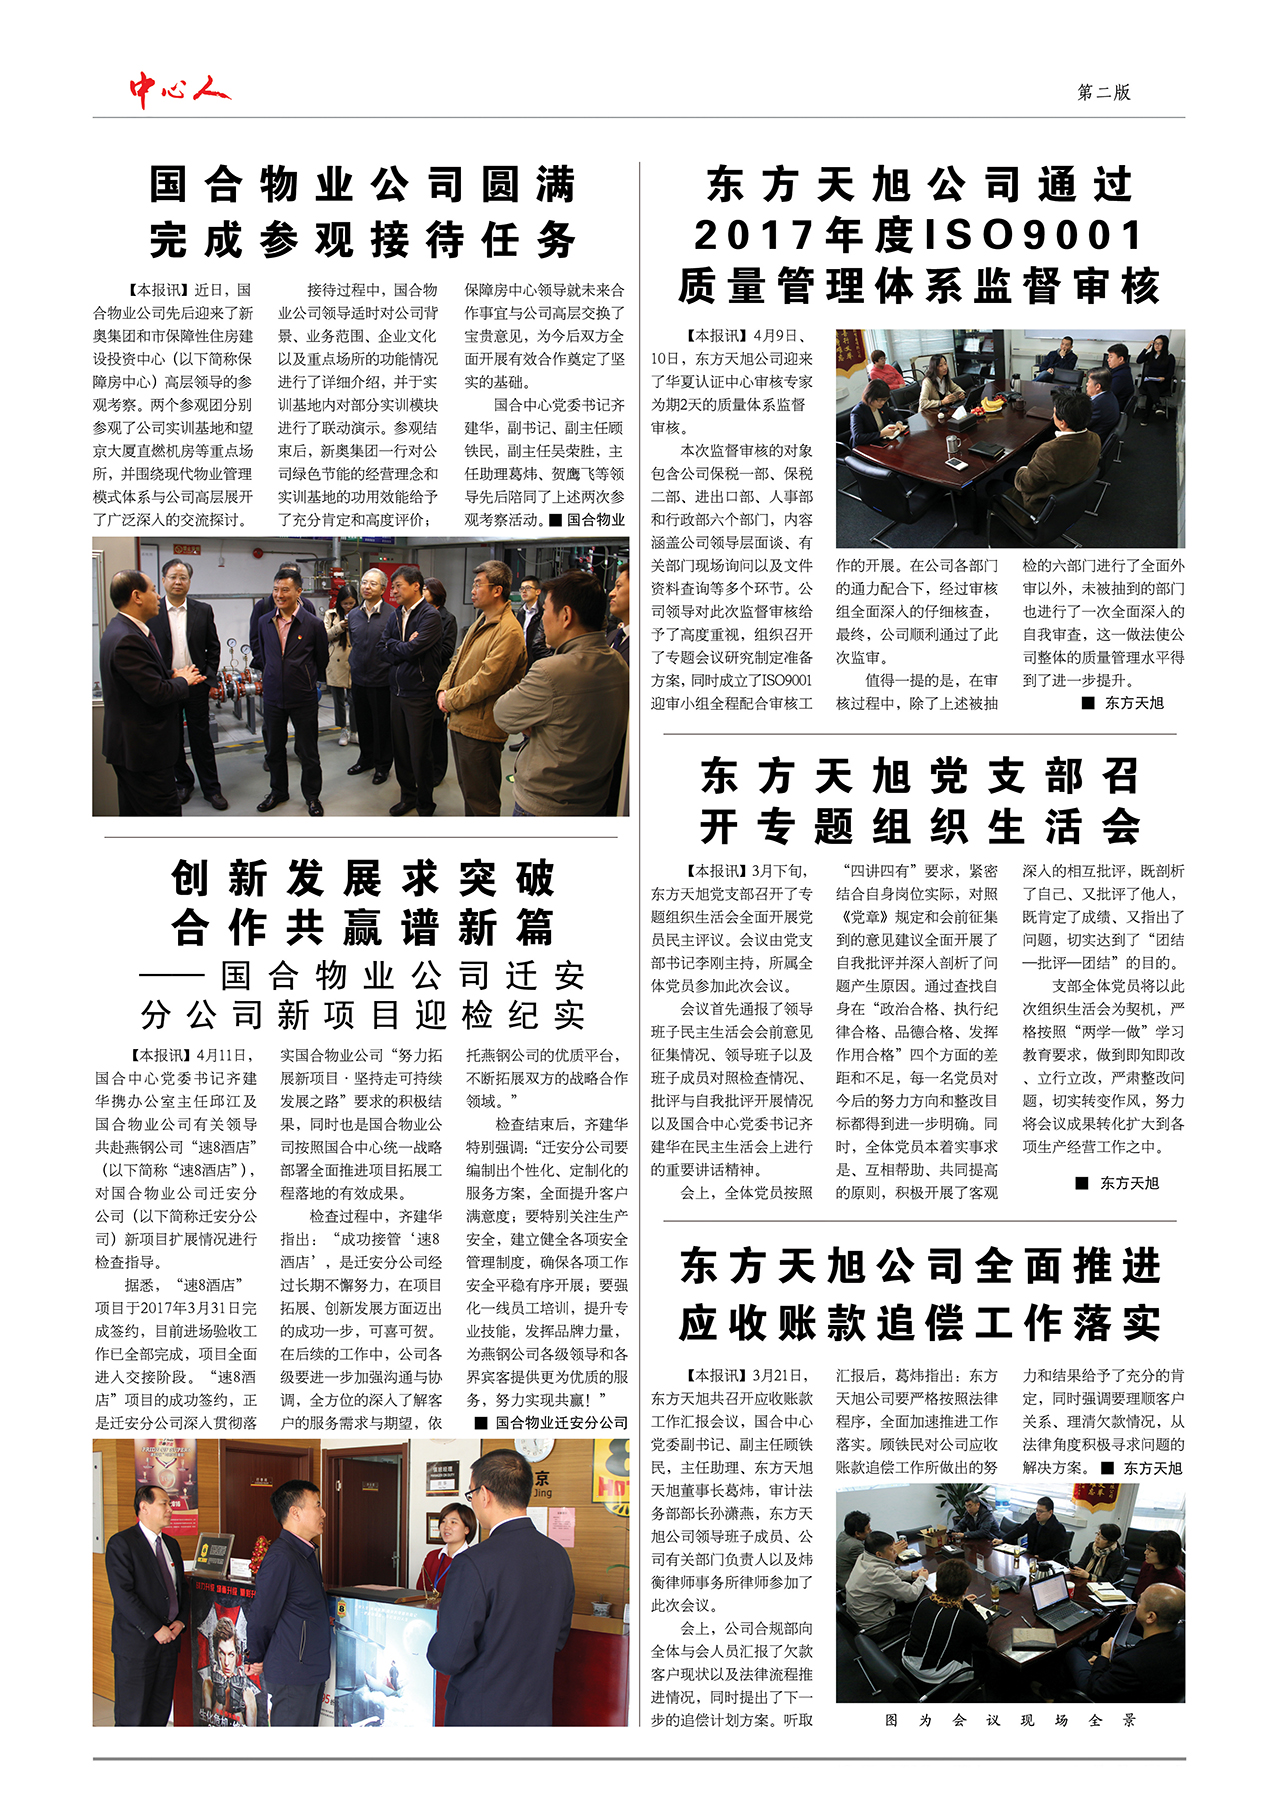 中心人
第二版
国合物业公司圆满
完成参观接待任务
【本报讯】近日，国
合物业公司先后迎来了新
奥集团和市保障性住房建
设投资中心（以下简称保
障房中心）高层领导的参
观考察。两个参观团分别
参观了公司实训基地和望
京大厦直燃机房等重点场
所，并围绕现代物业管理
模式体系与公司高层展开
了广泛深入的交流探讨。
接待过程中，国合物
业公司领导适时对公司背
景、业务范围、企业文化
以及重点场所的功能情况
进行了详细介绍，并于实
训基地内对部分实训模块
进行了联动演示。参观结
束后，新奥集团一行对公
司绿色节能的经营理念和
实训基地的功用效能给予
了充分肯定和高度评价；
保障房中心领导就未来合
作事宜与公司高层交换了
宝贵意见，为今后双方全
面开展有效合作奠定了坚
实的基础。
国合中心党委书记齐
建华，副书记、副主任顾
铁民，副主任吴荣胜，主
任助理葛炜、贺鹰飞等领
导先后陪同了上述两次参
观考察活动。■ 国合物业
创新发展求突破
合作共赢谱新篇
——国合物业公司迁安
分公司新项目迎检纪实
【本报讯】4月11日，
国合中心党委书记齐建
华携办公室主任邱江及
国合物业公司有关领导
共赴燕钢公司“速8酒店”
（以下简称“速8酒店”），
对国合物业公司迁安分
公司（以下简称迁安分公
司）新项目扩展情况进行
检查指导。
据悉，“速8酒店”
项目于2017年3月31日完
成签约，目前进场验收工
作已全部完成，项目全面
进入交接阶段。“速8酒
店”项目的成功签约，正
是迁安分公司深入贯彻落
实国合物业公司“努力拓
展新项目·坚持走可持续
发展之路”要求的积极结
果，同时也是国合物业公
司按照国合中心统一战略
部署全面推进项目拓展工
程落地的有效成果。
检查过程中，齐建华
指出：“成功接管‘速8
酒店’，是迁安分公司经
过长期不懈努力，在项目
拓展、创新发展方面迈出
的成功一步，可喜可贺。
在后续的工作中，公司各
级要进一步加强沟通与协
调，全方位的深入了解客
户的服务需求与期望，依
托燕钢公司的优质平台，
不断拓展双方的战略合作
领域。”
检查结束后，齐建华
特别强调：“迁安分公司要
编制出个性化、定制化的
服务方案，全面提升客户
满意度；要特别关注生产
安全，建立健全各项安全
管理制度，确保各项工作
安全平稳有序开展；要强
化一线员工培训，提升专
业技能，发挥品牌力量，
为燕钢公司各级领导和各
界宾客提供更为优质的服
务，努力实现共赢！”
■ 国合物业迁安分公司
东方天旭公司通过
2017年度ISO9001
质量管理体系监督审核
【本报讯】4月9日、
10日，东方天旭公司迎来
了华夏认证中心审核专家
为期2天的质量体系监督
审核。
本次监督审核的对象
包含公司保税一部、保税
二部、进出口部、人事部
和行政部六个部门，内容
涵盖公司领导层面谈、有
关部门现场询问以及文件
资料查询等多个环节。公
司领导对此次监督审核给
予了高度重视，组织召开
了专题会议研究制定准备
方案，同时成立了ISO9001
迎审小组全程配合审核工
作的开展。在公司各部门
的通力配合下，经过审核
组全面深入的仔细核查，
最终，公司顺利通过了此
次监审。
值得一提的是，在审
核过程中，除了上述被抽
检的六部门进行了全面外
审以外，未被抽到的部门
也进行了一次全面深入的
自我审查，这一做法使公
司整体的质量管理水平得
到了进一步提升。
■ 东方天旭
东方天旭党支部召
开专题组织生活会
【本报讯】3月下旬，
东方天旭党支部召开了专
题组织生活会全面开展党
员民主评议。会议由党支
部书记李刚主持，所属全
体党员参加此次会议。
会议首先通报了领导
班子民主生活会会前意见
征集情况、领导班子以及
班子成员对照检查情况、
批评与自我批评开展情况
以及国合中心党委书记齐
建华在民主生活会上进行
的重要讲话精神。
会上，全体党员按照
“四讲四有”要求，紧密
结合自身岗位实际，对照
《党章》规定和会前征集
到的意见建议全面开展了
自我批评并深入剖析了问
题产生原因。通过查找自
身在“政治合格、执行纪
律合格、品德合格、发挥
作用合格”四个方面的差
距和不足，每一名党员对
今后的努力方向和整改目
标都得到进一步明确。同
时，全体党员本着实事求
是、互相帮助、共同提高
的原则，积极开展了客观
深入的相互批评，既剖析
了自己、又批评了他人，
既肯定了成绩、又指出了
问题，切实达到了“团结
—批评—团结”的目的。
支部全体党员将以此
次组织生活会为契机，严
格按照“两学一做”学习
教育要求，做到即知即改
、立行立改，严肃整改问
题，切实转变作风，努力
将会议成果转化扩大到各
项生产经营工作之中。
■ 东方天旭
东方天旭公司全面推进
应收账款追偿工作落实
【本报讯】3月21日，
东方天旭共召开应收账款
工作汇报会议，国合中心
党委副书记、副主任顾铁
民，主任助理、东方天旭
天旭董事长葛炜，审计法
务部部长孙潇燕，东方天
旭公司领导班子成员、公
司有关部门负责人以及炜
衡律师事务所律师参加了
此次会议。
会上，公司合规部向
全体与会人员汇报了欠款
客户现状以及法律流程推
进情况，同时提出了下一
步的追偿计划方案。听取
汇报后，葛炜指出：东方
天旭公司要严格按照法律
程序，全面加速推进工作
落实。顾铁民对公司应收
账款追偿工作所做出的努
力和结果给予了充分的肯
定，同时强调要理顺客户
关系、理清欠款情况，从
法律角度积极寻求问题的
解决方案。■ 东方天旭
图为会议现场全景